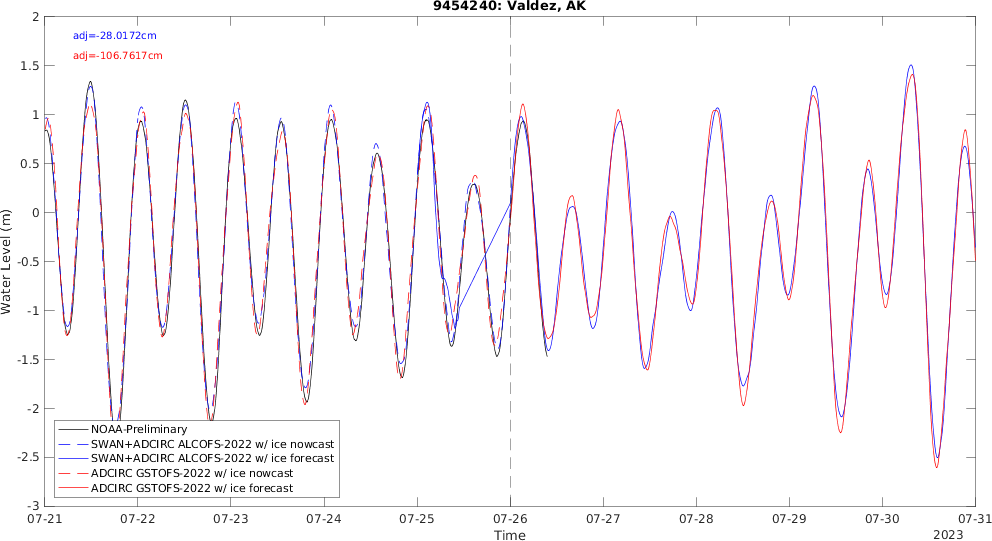 9454240: Valdez, AK
adj=-28.0172cm
adj=-106.7617cm
2
1.5
1
0.5
0
-0.5
-1
-1.5
-2
-2.5
-3
Water Level (m)
NOAA-Preliminary
SWAN+ADCIRC ALCOFS-2022 w/ ice nowcast
SWAN+ADCIRC ALCOFS-2022 w/ ice forecast
ADCIRC GSTOFS-2022 w/ ice nowcast
ADCIRC GSTOFS-2022 w/ ice forecast
07-21 07-22 07-23 07-24 07-25 07-26 07-27 07-28 07-29 07-30 07-31
Time
2023